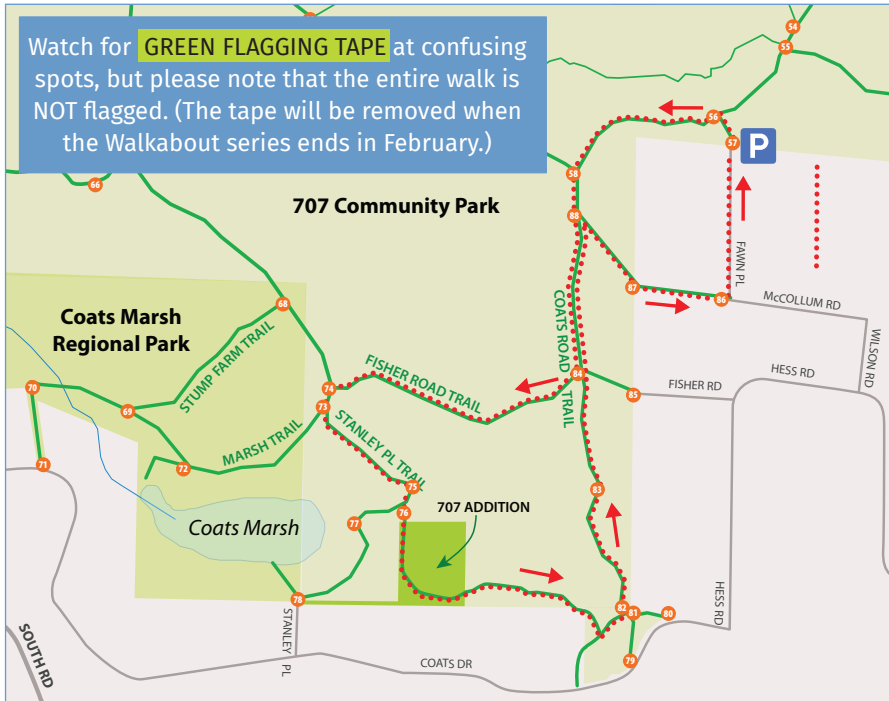 Watch for GREEN FLAGGING TAPE at confusing
spots, but please note that the entire walk is
NOT flagged. (The tape will be removed when
the Walkabout series ends in February.)
54
55
56
57
P
66
58
707 Community Park
88
FAWN PL
87
86
McCOLLUM RD
68
Coats Marsh
Regional Park
STUMP FARM TRAIL
COATS ROAD
TRAIL
WILSON RD
HESS RD
FISHER ROAD TRAIL
84
85
FISHER RD
70
74
73
69
STANLEY PL TRAIL
MARSH TRAIL
71
72
75
83
76
707 ADDITION
Coats Marsh
77
78
82
81
80
HESS RD
STANLEY PL
79
SOUTH RD
COATS DR